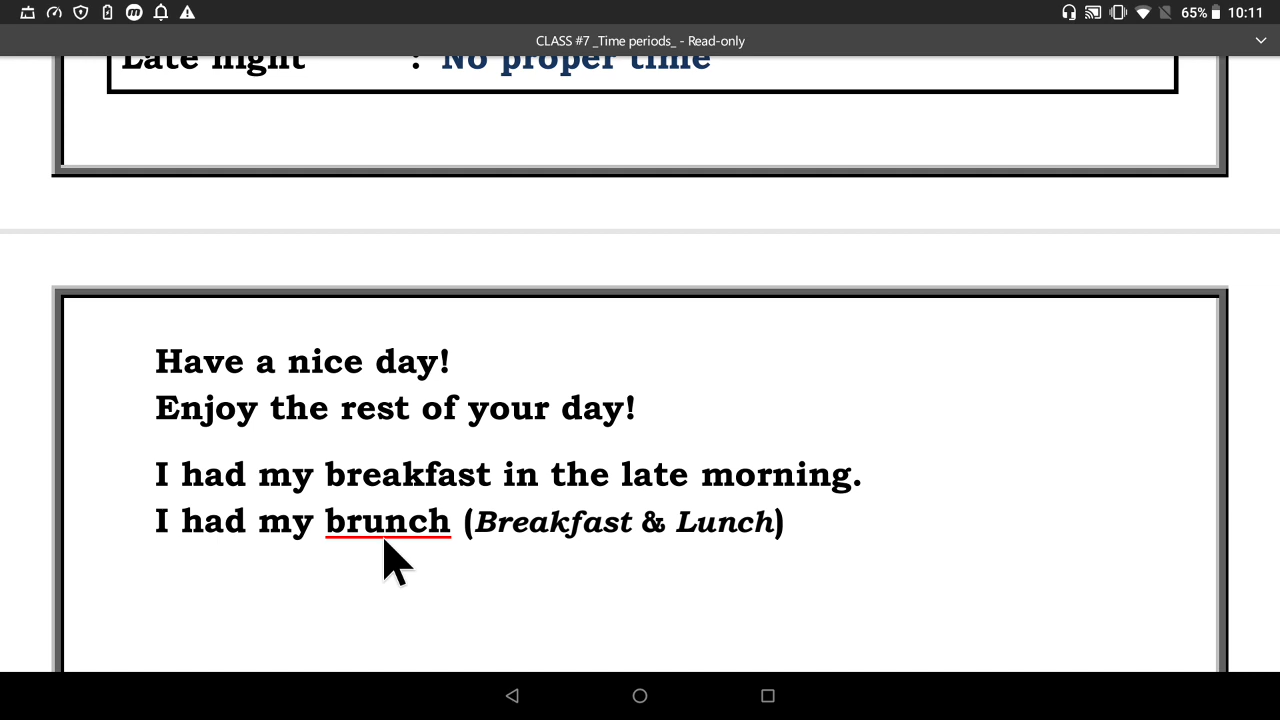 65% 10:11
CLASS #7 _Time periods_ - Read-only
Late night : No proper time
Have a nice day!
Enjoy the rest of your day!
I had my breakfast in the late morning.
I had my brunch (Breakfast & Lunch)